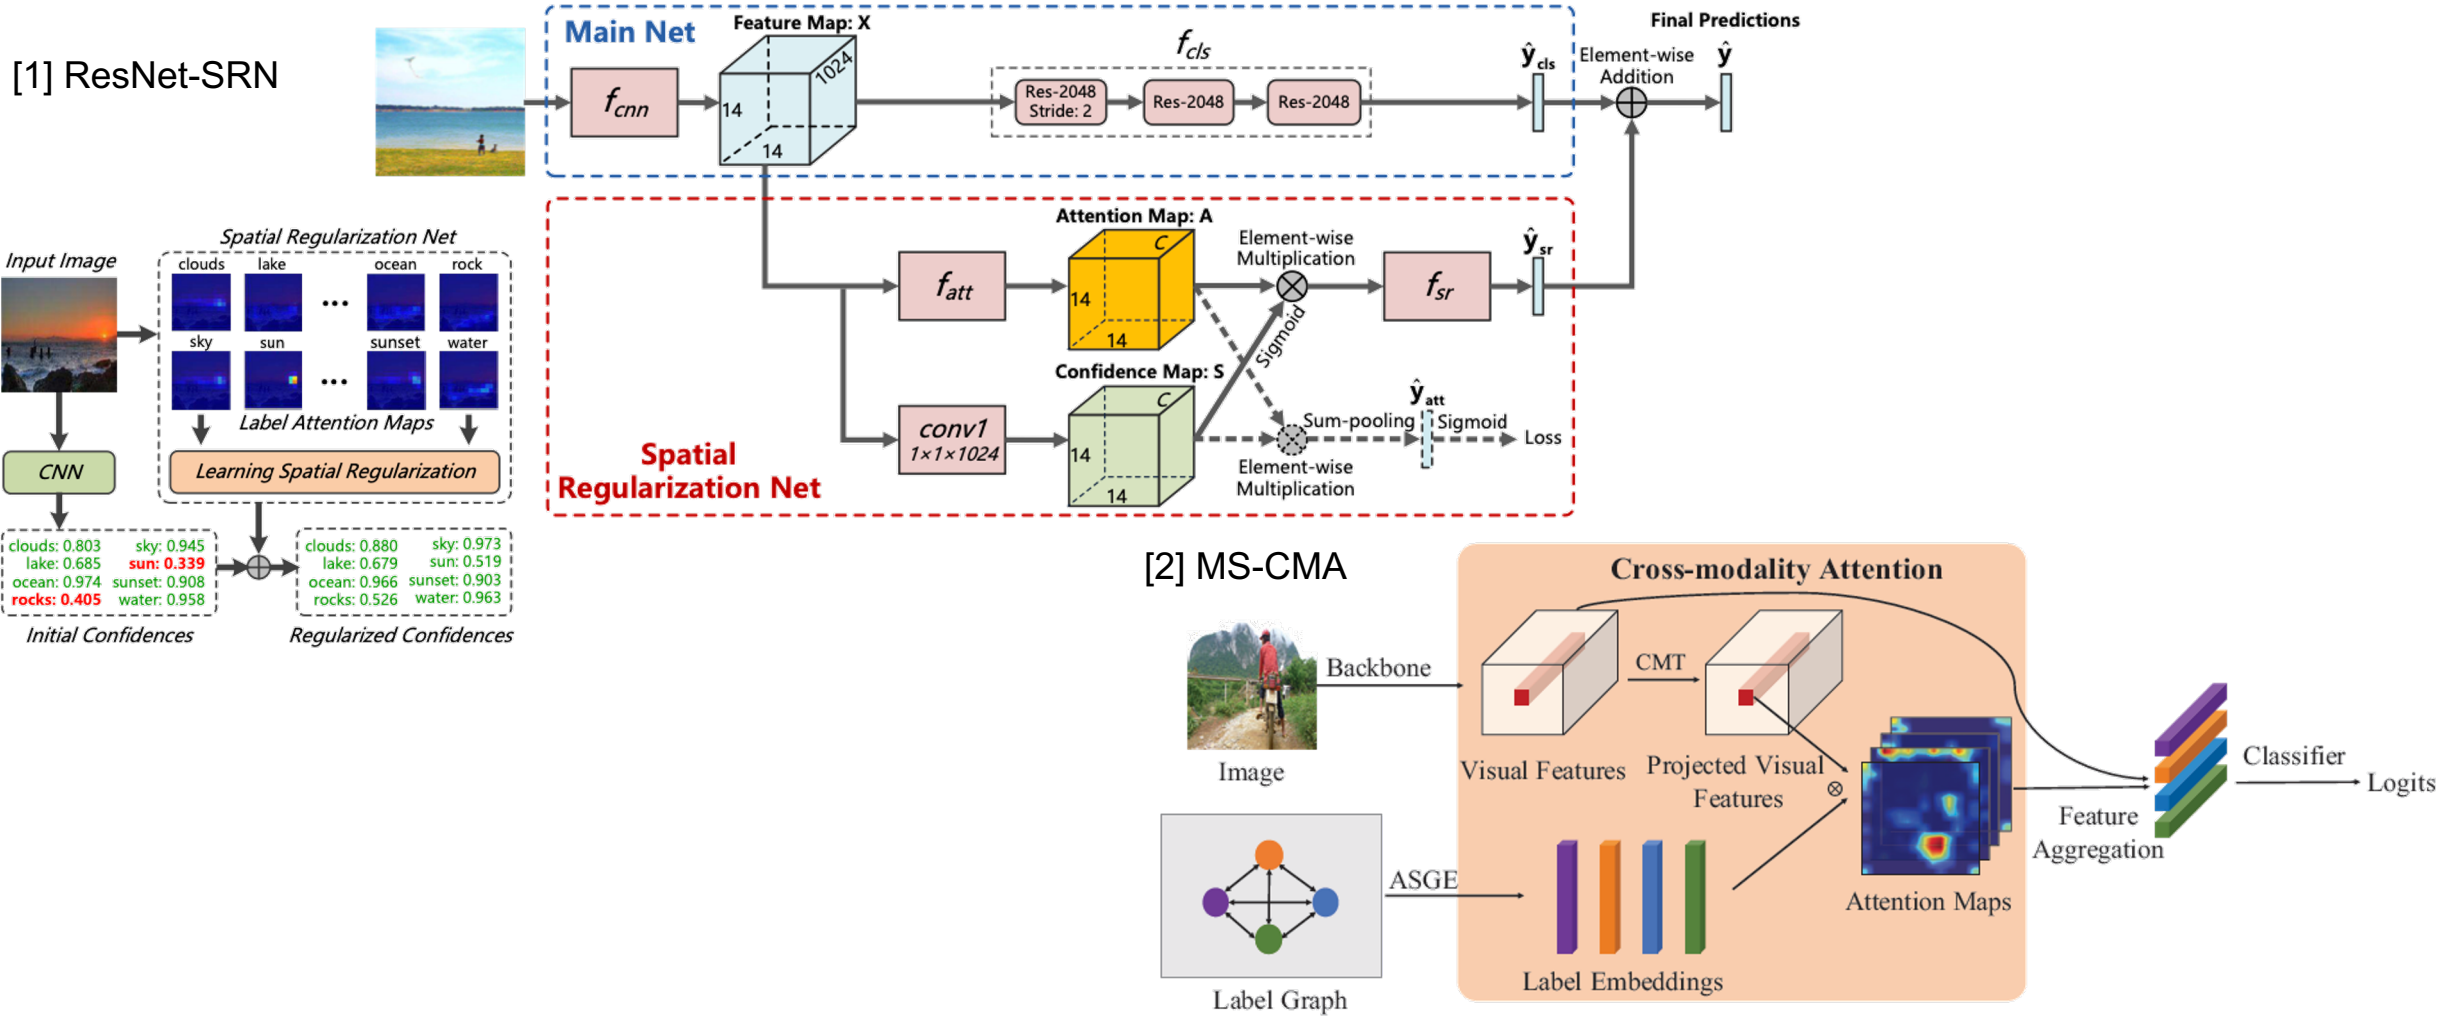 [1] ResNet-SRN
Main Net
Feature Map: X
1024
14
14
f_cnn
f_cls
Res-2048
Stride: 2
Res-2048
Res-2048
ŷ_cls
Element-wise
Addition
Final Predictions
ŷ
Attention Map: A
C
14
14
f_att
Element-wise
Multiplication
Sigmoid
f_sr
ŷ_sr
Confidence Map: S
C
14
14
conv1
1×1×1024
Element-wise
Multiplication
Sum-pooling
ŷ_att
Sigmoid
Loss
Spatial
Regularization Net
Input Image
Spatial Regularization Net
clouds
lake
ocean
rock
...
sky
sun
sunset
water
...
Label Attention Maps
Learning Spatial Regularization
CNN
clouds: 0.803 sky: 0.945
lake: 0.685 sun: 0.339
ocean: 0.974 sunset: 0.908
rocks: 0.405 water: 0.958
Initial Confidences
clouds: 0.880 sky: 0.973
lake: 0.679 sun: 0.519
ocean: 0.966 sunset: 0.903
rocks: 0.526 water: 0.963
Regularized Confidences
[2] MS-CMA
Cross-modality Attention
Image
Backbone
Visual Features
CMT
Projected Visual
Features
Label Graph
ASGE
Label Embeddings
Attention Maps
Feature
Aggregation
Classifier
Logits